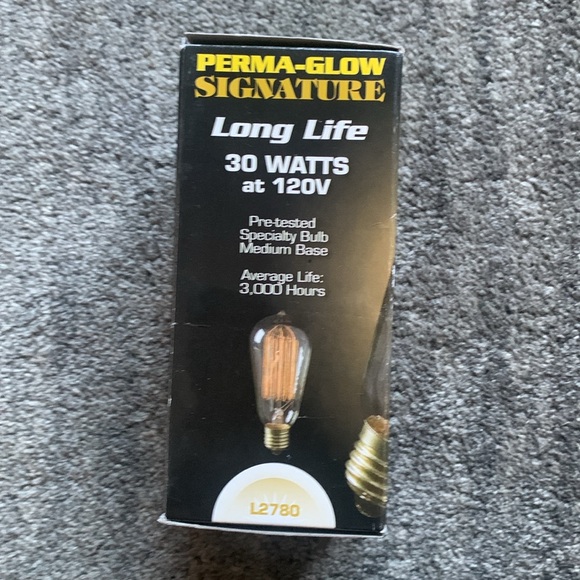 PERMA-GLOW
SIGNATURE
Long Life
30 WATTS
at 120V
Pre-tested
Specialty Bulb
Medium Base
Average Life:
3,000 Hours
L2780